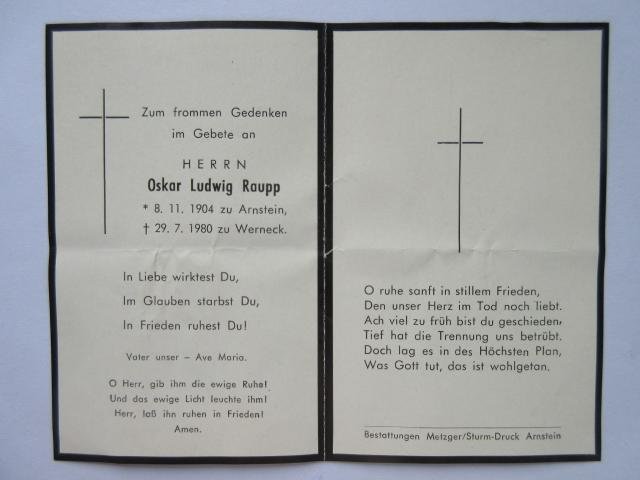 Zum frommen Gedenken
im Gebete an
HERRN
Oskar Ludwig Raupp
* 8. 11. 1904 zu Arnstein,
† 29. 7. 1980 zu Werneck.
In Liebe wirktest Du,
Im Glauben starbst Du,
In Frieden ruhest Du!
Vater unser – Ave Maria.
O Herr, gib ihm die ewige Ruhe!
Und das ewige Licht leuchte ihm!
Herr, laß ihn ruhen in Frieden!
Amen.
O ruhe sanft in stillem Frieden,
Den unser Herz im Tod noch liebt.
Ach viel zu früh bist du geschieden,
Tief hat die Trennung uns betrübt.
Doch lag es in des Höchsten Plan,
Was Gott tut, das ist wohlgetan.
Bestattungen Metzger/Sturm-Druck Arnstein